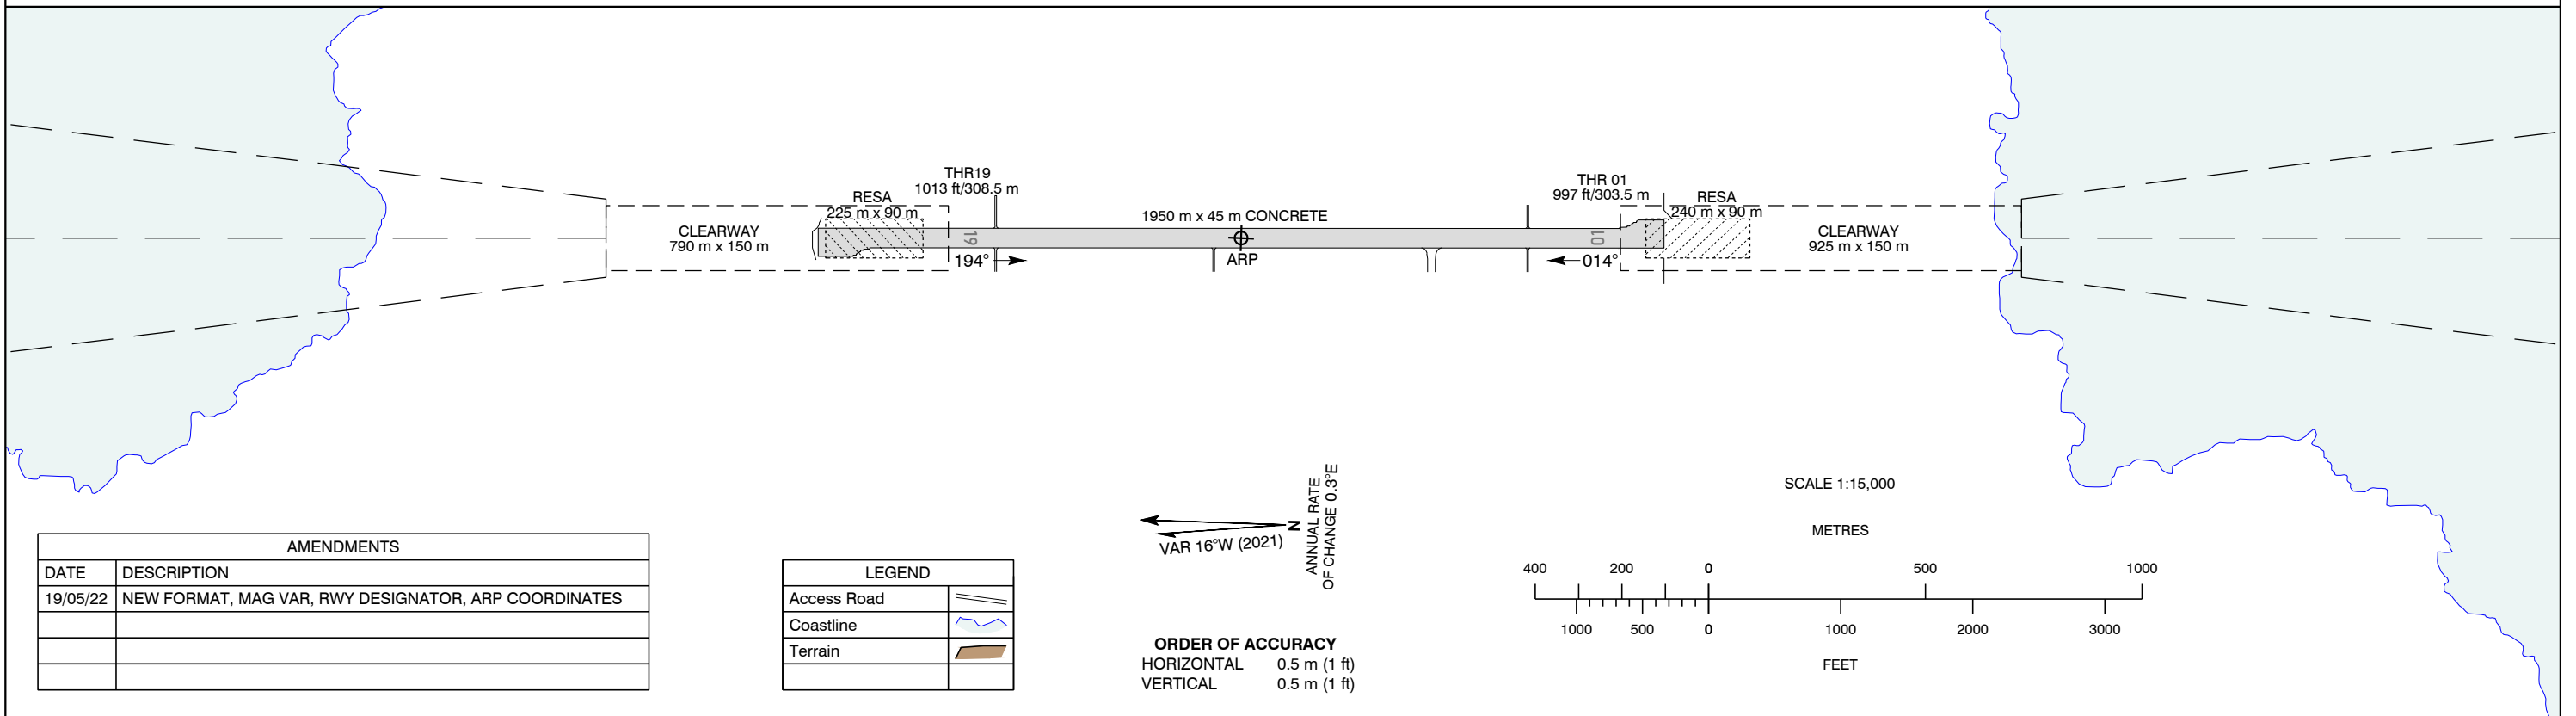 THR19
1013 ft/308.5 m
THR 01
997 ft/303.5 m
RESA
225 m x 90 m
RESA
240 m x 90 m
1950 m x 45 m CONCRETE
CLEARWAY
790 m x 150 m
19
01
CLEARWAY
925 m x 150 m
194°
ARP
014°
SCALE 1:15,000
METRES
400 200 0 500 1000
1000 500 0 1000 2000 3000
FEET
N
VAR 16°W (2021)
ANNUAL RATE
OF CHANGE 0.3°E
AMENDMENTS
DATE DESCRIPTION
19/05/22 NEW FORMAT, MAG VAR, RWY DESIGNATOR, ARP COORDINATES
LEGEND
Access Road
Coastline
Terrain
ORDER OF ACCURACY
HORIZONTAL 0.5 m (1 ft)
VERTICAL 0.5 m (1 ft)